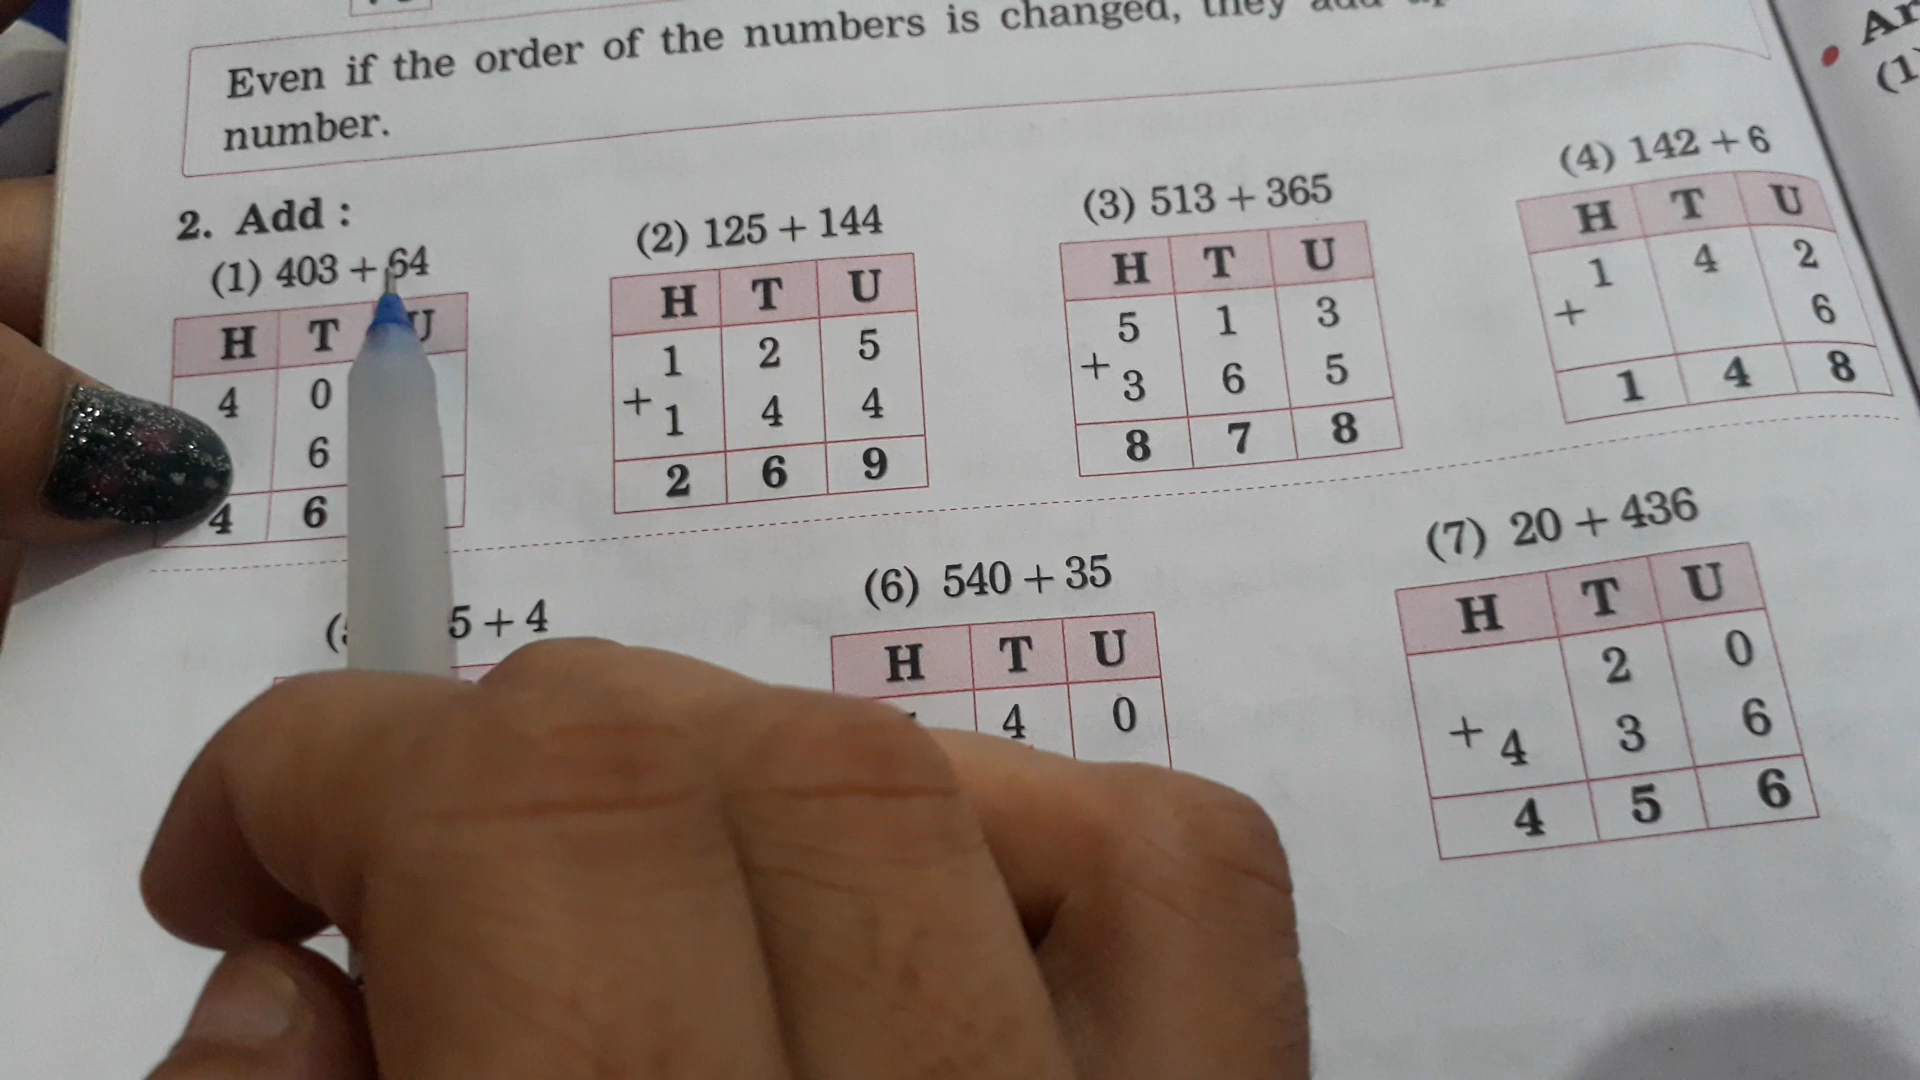 Even if the order of the numbers is changed, they add
number.
2. Add :
(1) 403 + 64
H T U
4 0
6
4 6
(2) 125 + 144
H T U
1 2 5
+ 1 4 4
2 6 9
(3) 513 + 365
H T U
5 1 3
+ 3 6 5
8 7 8
(4) 142 + 6
H T U
1 4 2
+ 6
1 4 8
5 + 4
(6) 540 + 35
H T U
4 0
(7) 20 + 436
H T U
2 0
+ 4 3 6
4 5 6
(1)